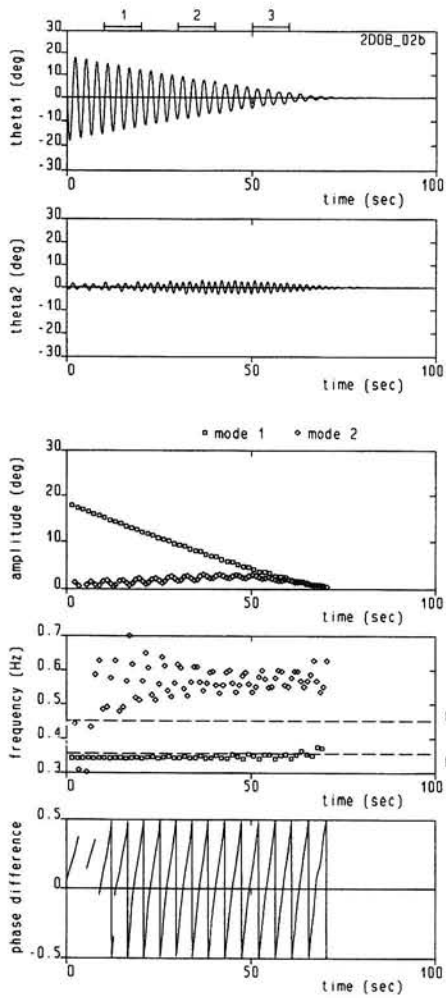 1 2 3
2D0B_02b
theta1 (deg)
30
20
10
0
-10
-20
30
0 50 100
time (sec)
theta2 (deg)
30
20
10
0
-10
-20
-30
0 50 100
time (sec)
mode 1 mode 2
amplitude (deg)
30
20
10
0
0 50 100
time (sec)
frequency (Hz)
0.7
0.6
0.5
0.4
0.3
0 50 100
time (sec)
phase difference
0.5
0
-0.5
0 50 100
time (sec)